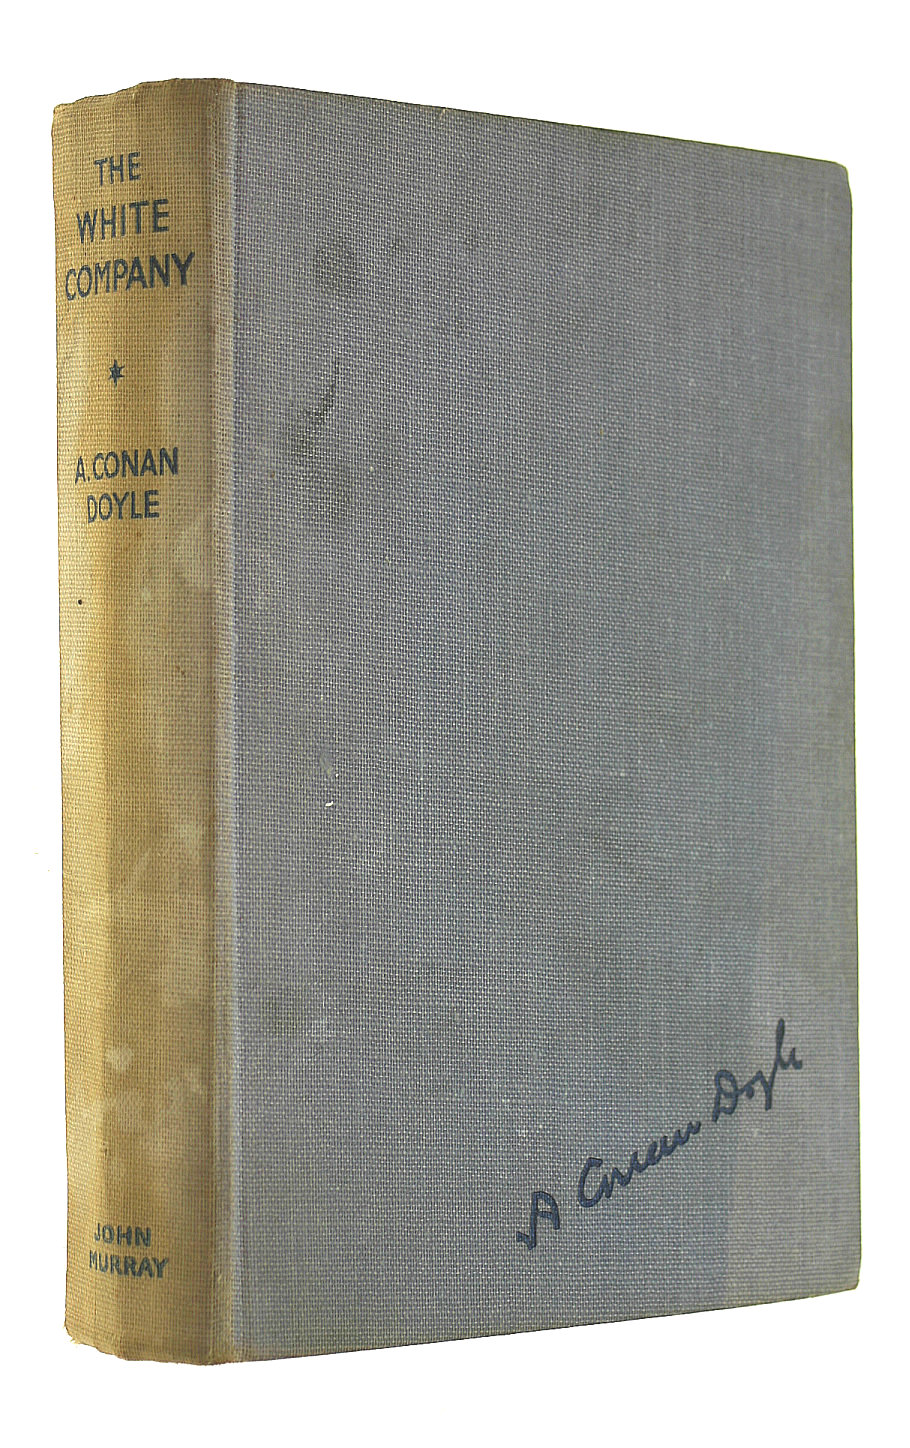 THE
WHITE
COMPANY
A. CONAN
DOYLE
JOHN
MURRAY
A Conan Doyle